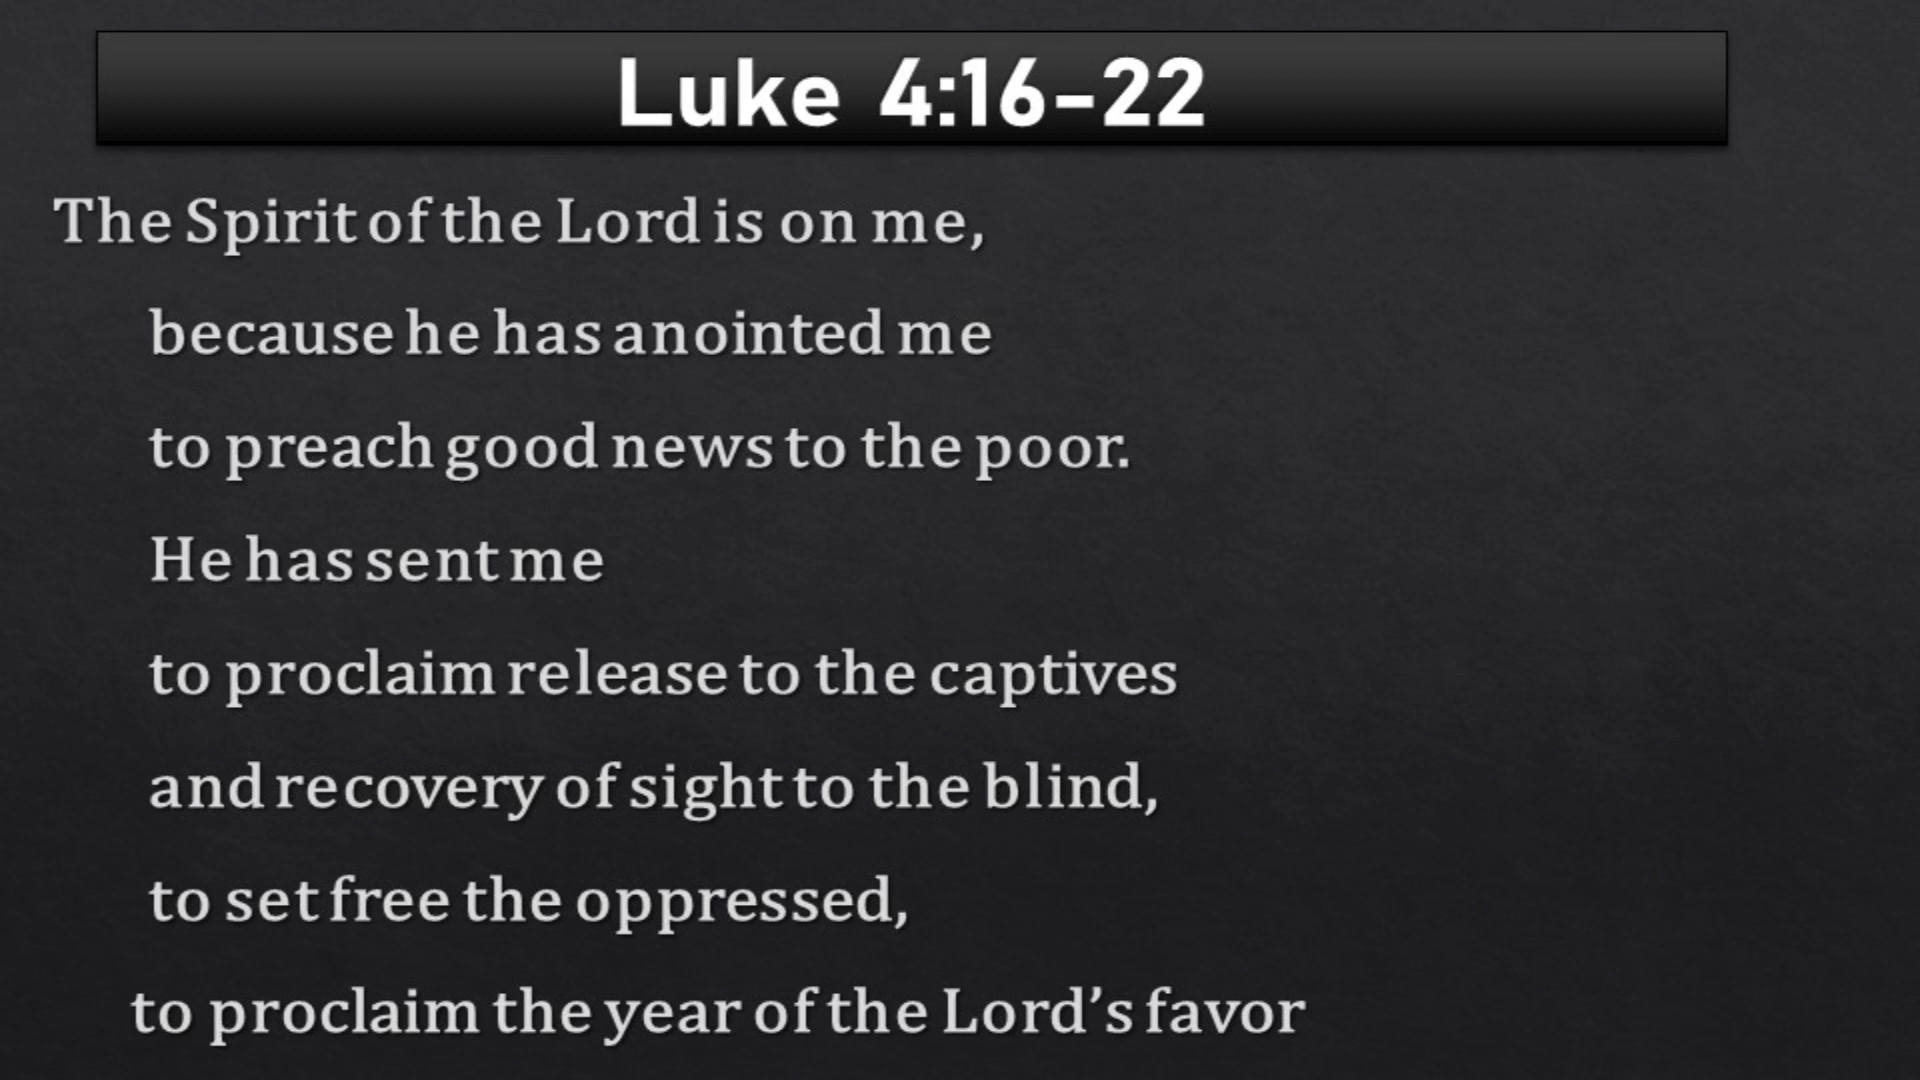 Luke 4:16-22
The Spirit of the Lord is on me,
because he has anointed me
to preach good news to the poor.
He has sent me
to proclaim release to the captives
and recovery of sight to the blind,
to set free the oppressed,
to proclaim the year of the Lord’s favor